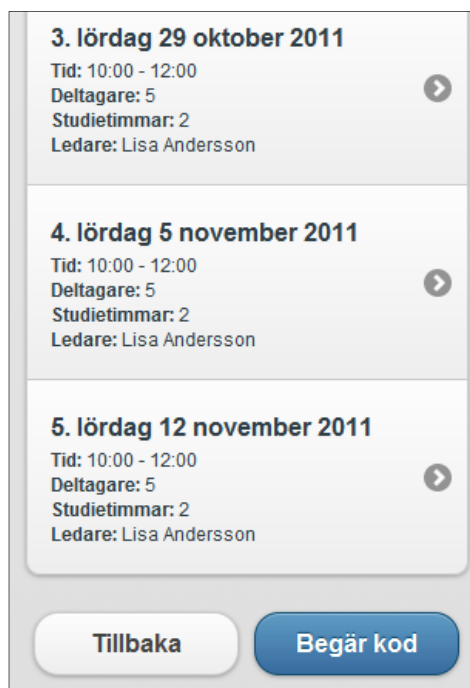 3. lördag 29 oktober 2011
Tid: 10:00 - 12:00
Deltagare: 5
Studietimmar: 2
Ledare: Lisa Andersson
4. lördag 5 november 2011
Tid: 10:00 - 12:00
Deltagare: 5
Studietimmar: 2
Ledare: Lisa Andersson
5. lördag 12 november 2011
Tid: 10:00 - 12:00
Deltagare: 5
Studietimmar: 2
Ledare: Lisa Andersson
Tillbaka
Begär kod